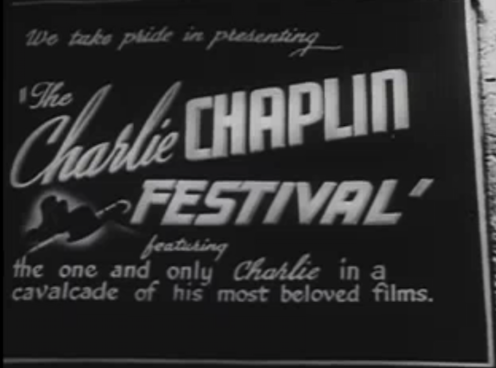 We take pride in presenting
"The
Charlie CHAPLIN
FESTIVAL"
featuring
the one and only Charlie in a
cavalcade of his most beloved films.